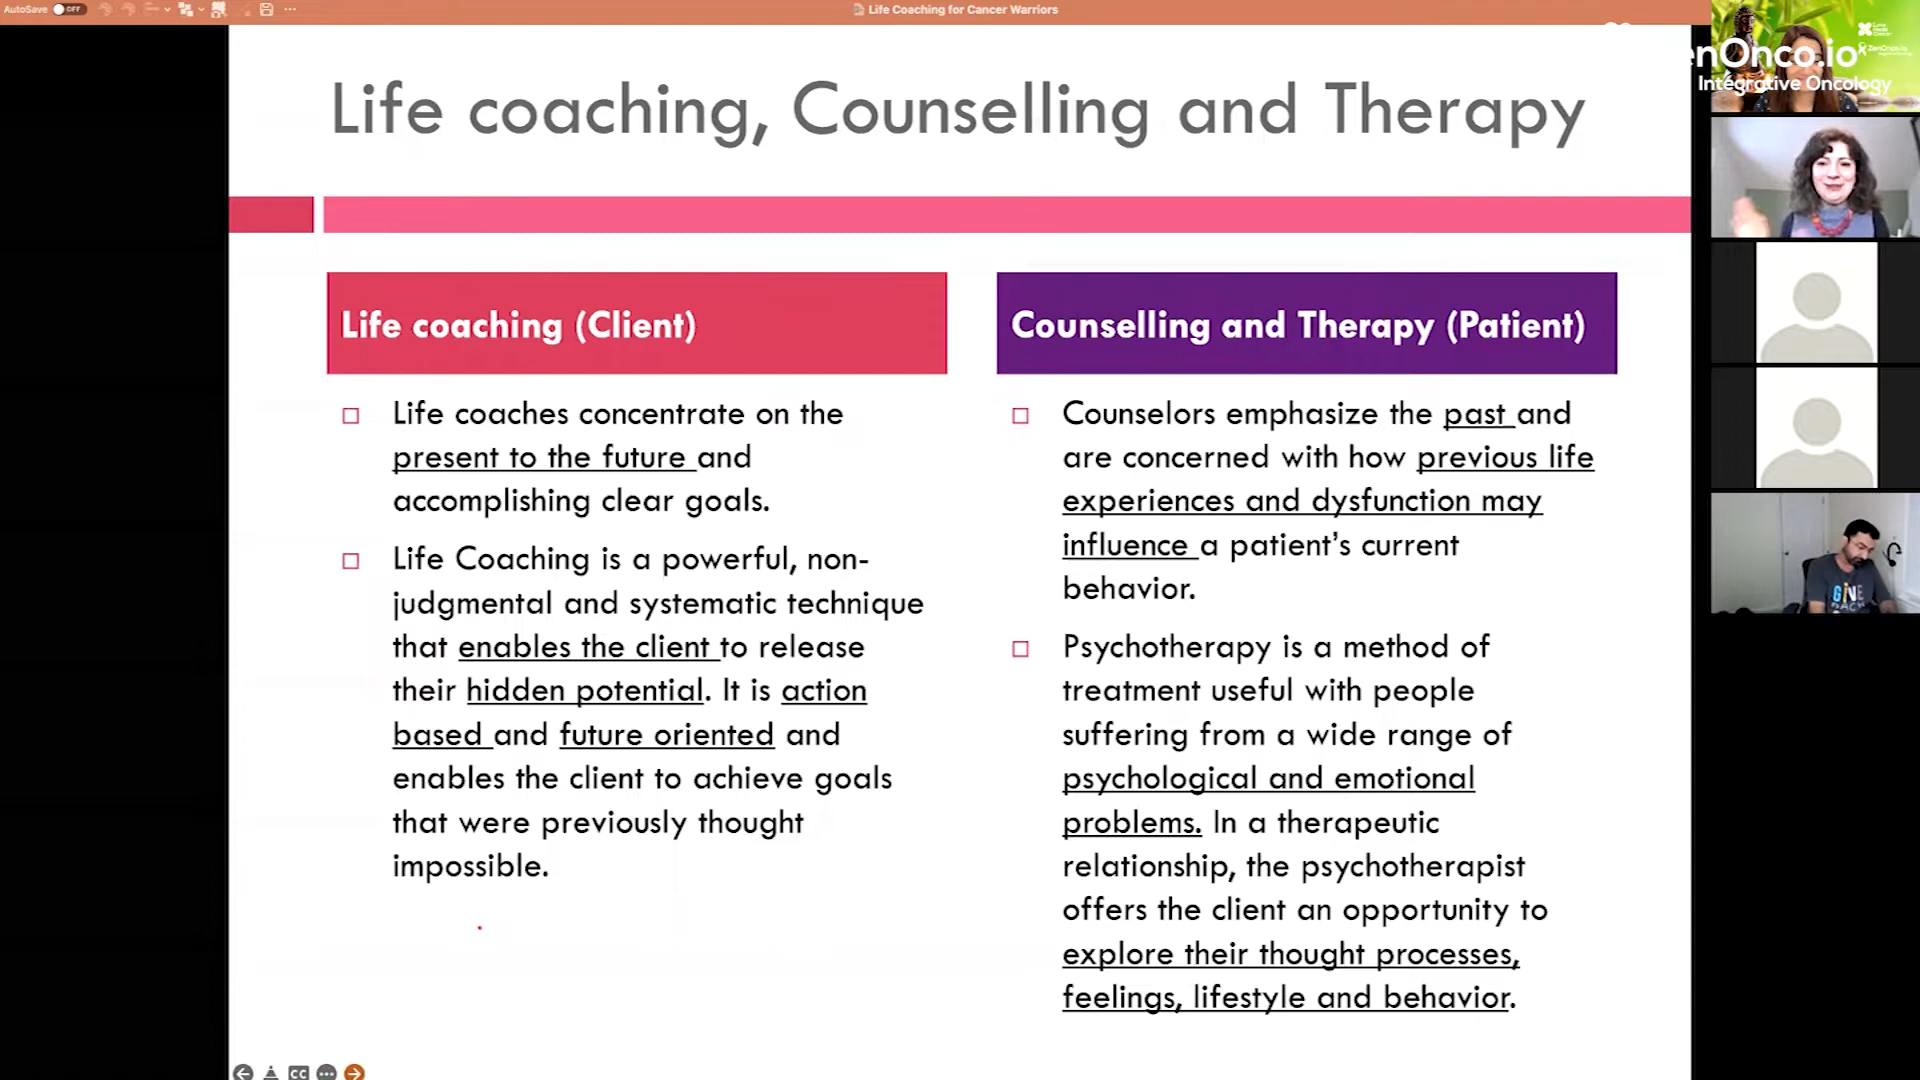 AutoSave OFF
Life Coaching for Cancer Warriors
enOnco.io
Integrative Oncology
Life coaching, Counselling and Therapy
Life coaching (Client)
Life coaches concentrate on the
present to the future and
accomplishing clear goals.
Life Coaching is a powerful, non-
judgmental and systematic technique
that enables the client to release
their hidden potential. It is action
based and future oriented and
enables the client to achieve goals
that were previously thought
impossible.
Counselling and Therapy (Patient)
Counselors emphasize the past and
are concerned with how previous life
experiences and dysfunction may
influence a patient’s current
behavior.
Psychotherapy is a method of
treatment useful with people
suffering from a wide range of
psychological and emotional
problems. In a therapeutic
relationship, the psychotherapist
offers the client an opportunity to
explore their thought processes,
feelings, lifestyle and behavior.
GIVE
CC